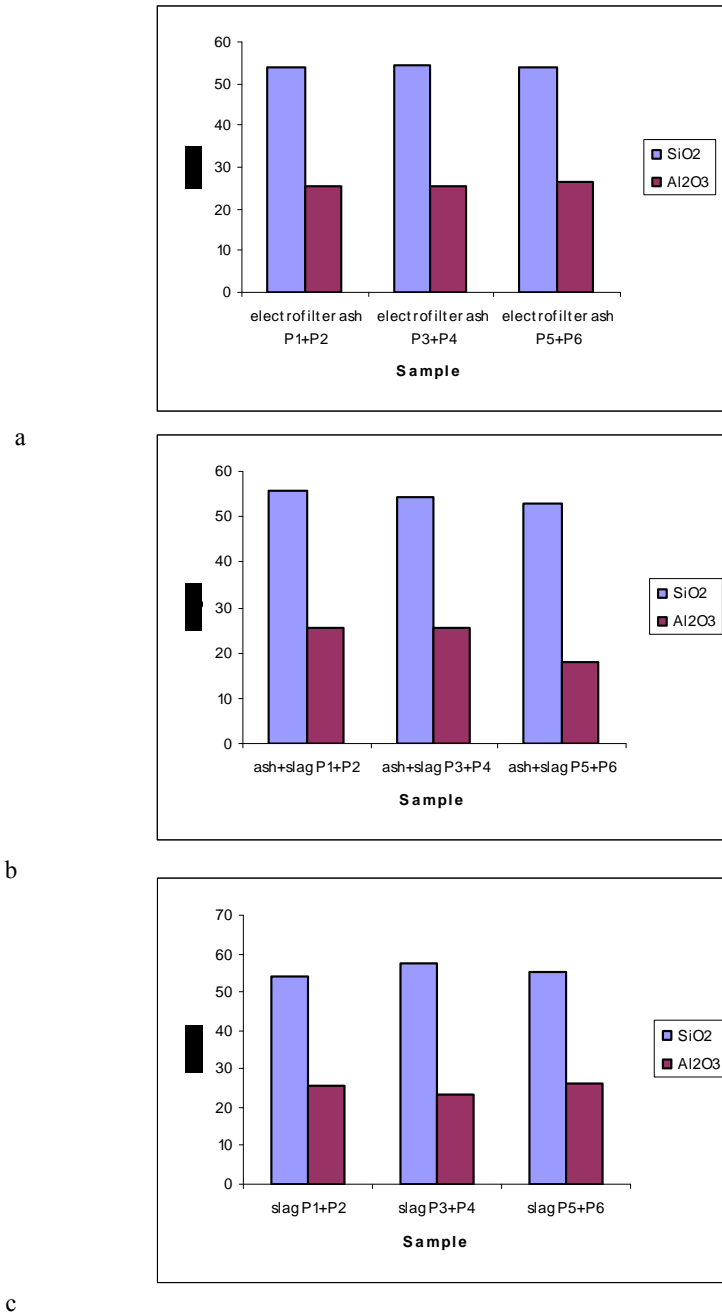 60
50
40
30
20
10
0
SiO2
Al2O3
electrofilter ash electrofilter ash electrofilter ash
P1+P2 P3+P4 P5+P6
Sample
a
60
50
40
30
20
10
0
SiO2
Al2O3
ash+slag P1+P2 ash+slag P3+P4 ash+slag P5+P6
Sample
b
70
60
50
40
30
20
10
0
SiO2
Al2O3
slag P1+P2 slag P3+P4 slag P5+P6
Sample
c